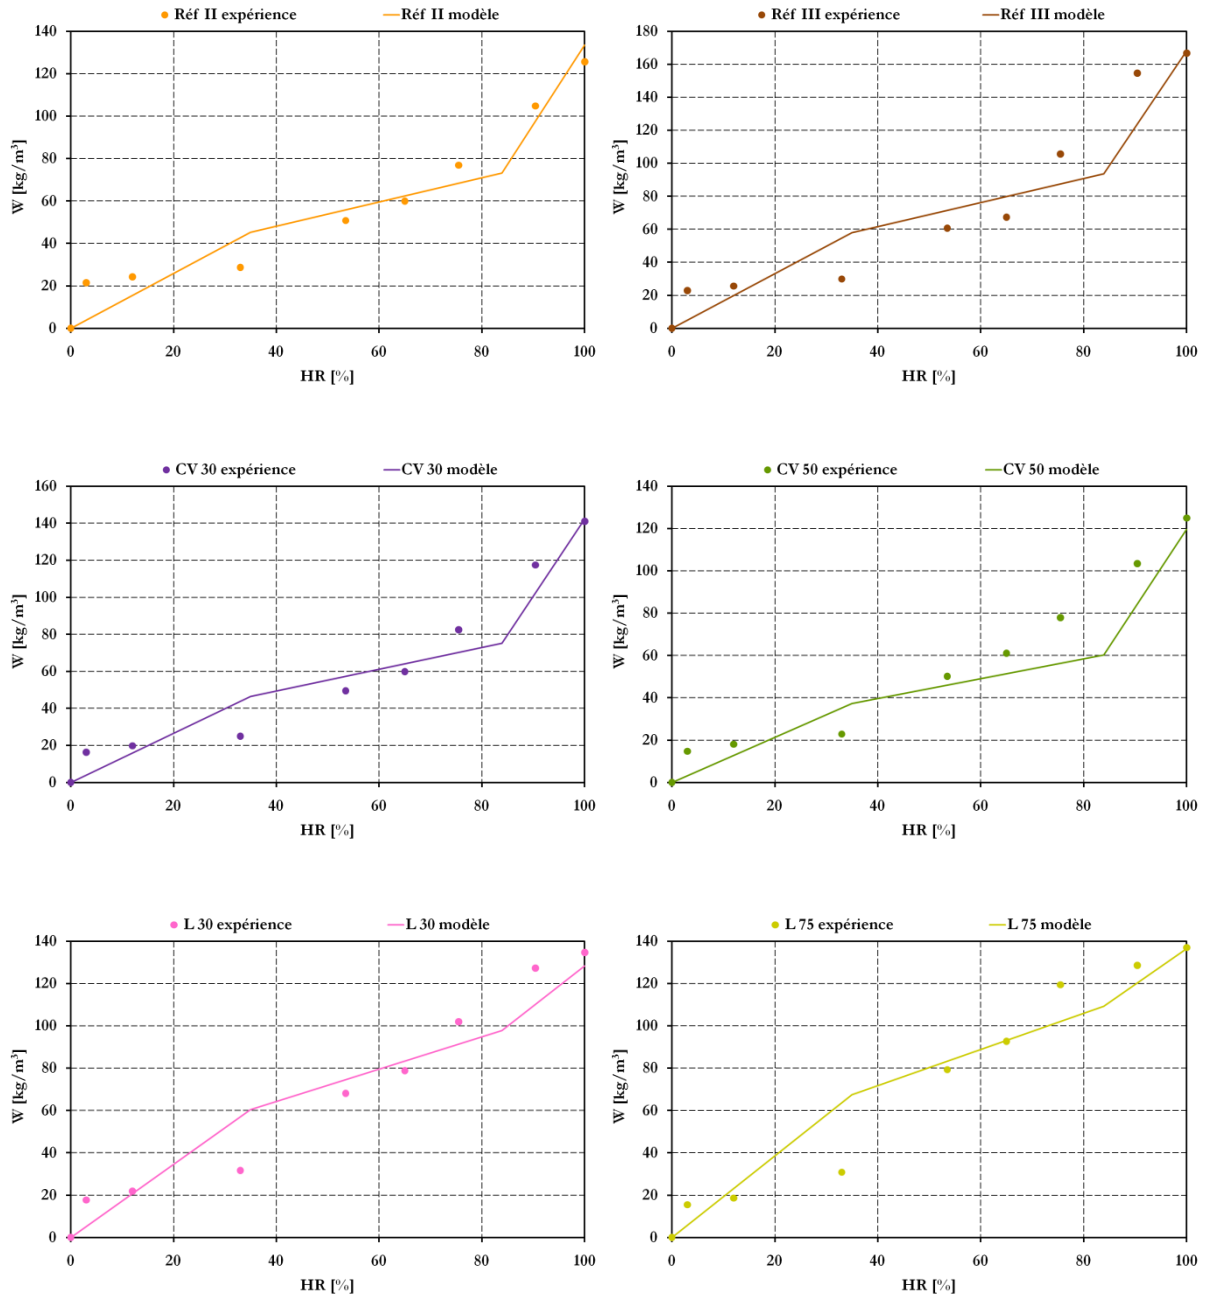 Réf II expérience Réf II modèle
140
120
100
80
60
40
20
0
W [kg/m³]
0 20 40 60 80 100
HR [%]
Réf III expérience Réf III modèle
180
160
140
120
100
80
60
40
20
0
W [kg/m³]
0 20 40 60 80 100
HR [%]
CV 30 expérience CV 30 modèle
160
140
120
100
80
60
40
20
0
W [kg/m³]
0 20 40 60 80 100
HR [%]
CV 50 expérience CV 50 modèle
140
120
100
80
60
40
20
0
W [kg/m³]
0 20 40 60 80 100
HR [%]
L 30 expérience L 30 modèle
140
120
100
80
60
40
20
0
W [kg/m³]
0 20 40 60 80 100
HR [%]
L 75 expérience L 75 modèle
140
120
100
80
60
40
20
0
W [kg/m³]
0 20 40 60 80 100
HR [%]